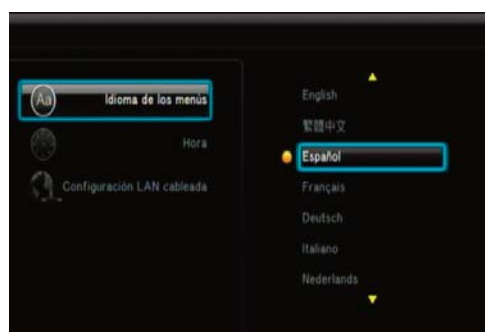 Aa
Idioma de los menús
Hora
Configuración LAN cableada
English
繁體中文
Español
Français
Deutsch
Italiano
Nederlands